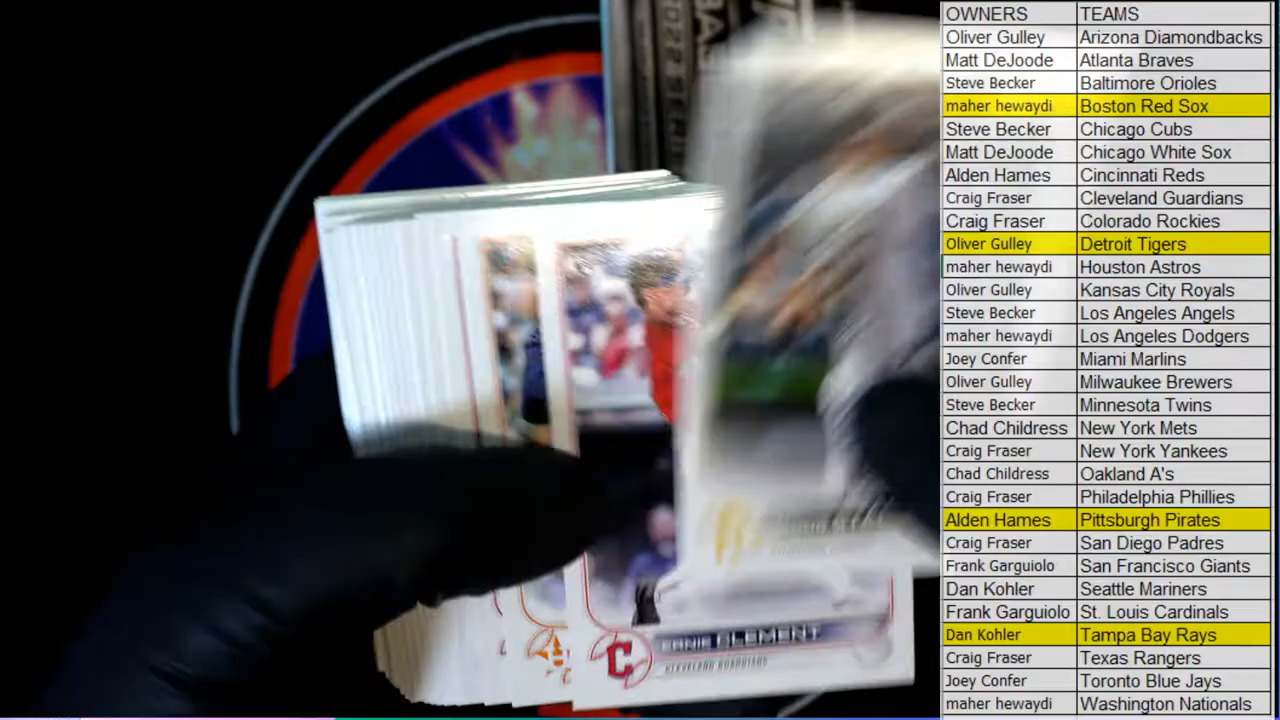 OWNERS TEAMS
Oliver Gulley Arizona Diamondbacks
Matt DeJoode Atlanta Braves
Steve Becker Baltimore Orioles
maher hewaydi Boston Red Sox
Steve Becker Chicago Cubs
Matt DeJoode Chicago White Sox
Alden Hames Cincinnati Reds
Craig Fraser Cleveland Guardians
Craig Fraser Colorado Rockies
Oliver Gulley Detroit Tigers
maher hewaydi Houston Astros
Oliver Gulley Kansas City Royals
Steve Becker Los Angeles Angels
maher hewaydi Los Angeles Dodgers
Joey Confer Miami Marlins
Oliver Gulley Milwaukee Brewers
Steve Becker Minnesota Twins
Chad Childress New York Mets
Craig Fraser New York Yankees
Chad Childress Oakland A's
Craig Fraser Philadelphia Phillies
Alden Hames Pittsburgh Pirates
Craig Fraser San Diego Padres
Frank Garguiolo San Francisco Giants
Dan Kohler Seattle Mariners
Frank Garguiolo St. Louis Cardinals
Dan Kohler Tampa Bay Rays
Craig Fraser Texas Rangers
Joey Confer Toronto Blue Jays
maher hewaydi Washington Nationals
C ERNIE CLEMENT
CLEVELAND GUARDIANS